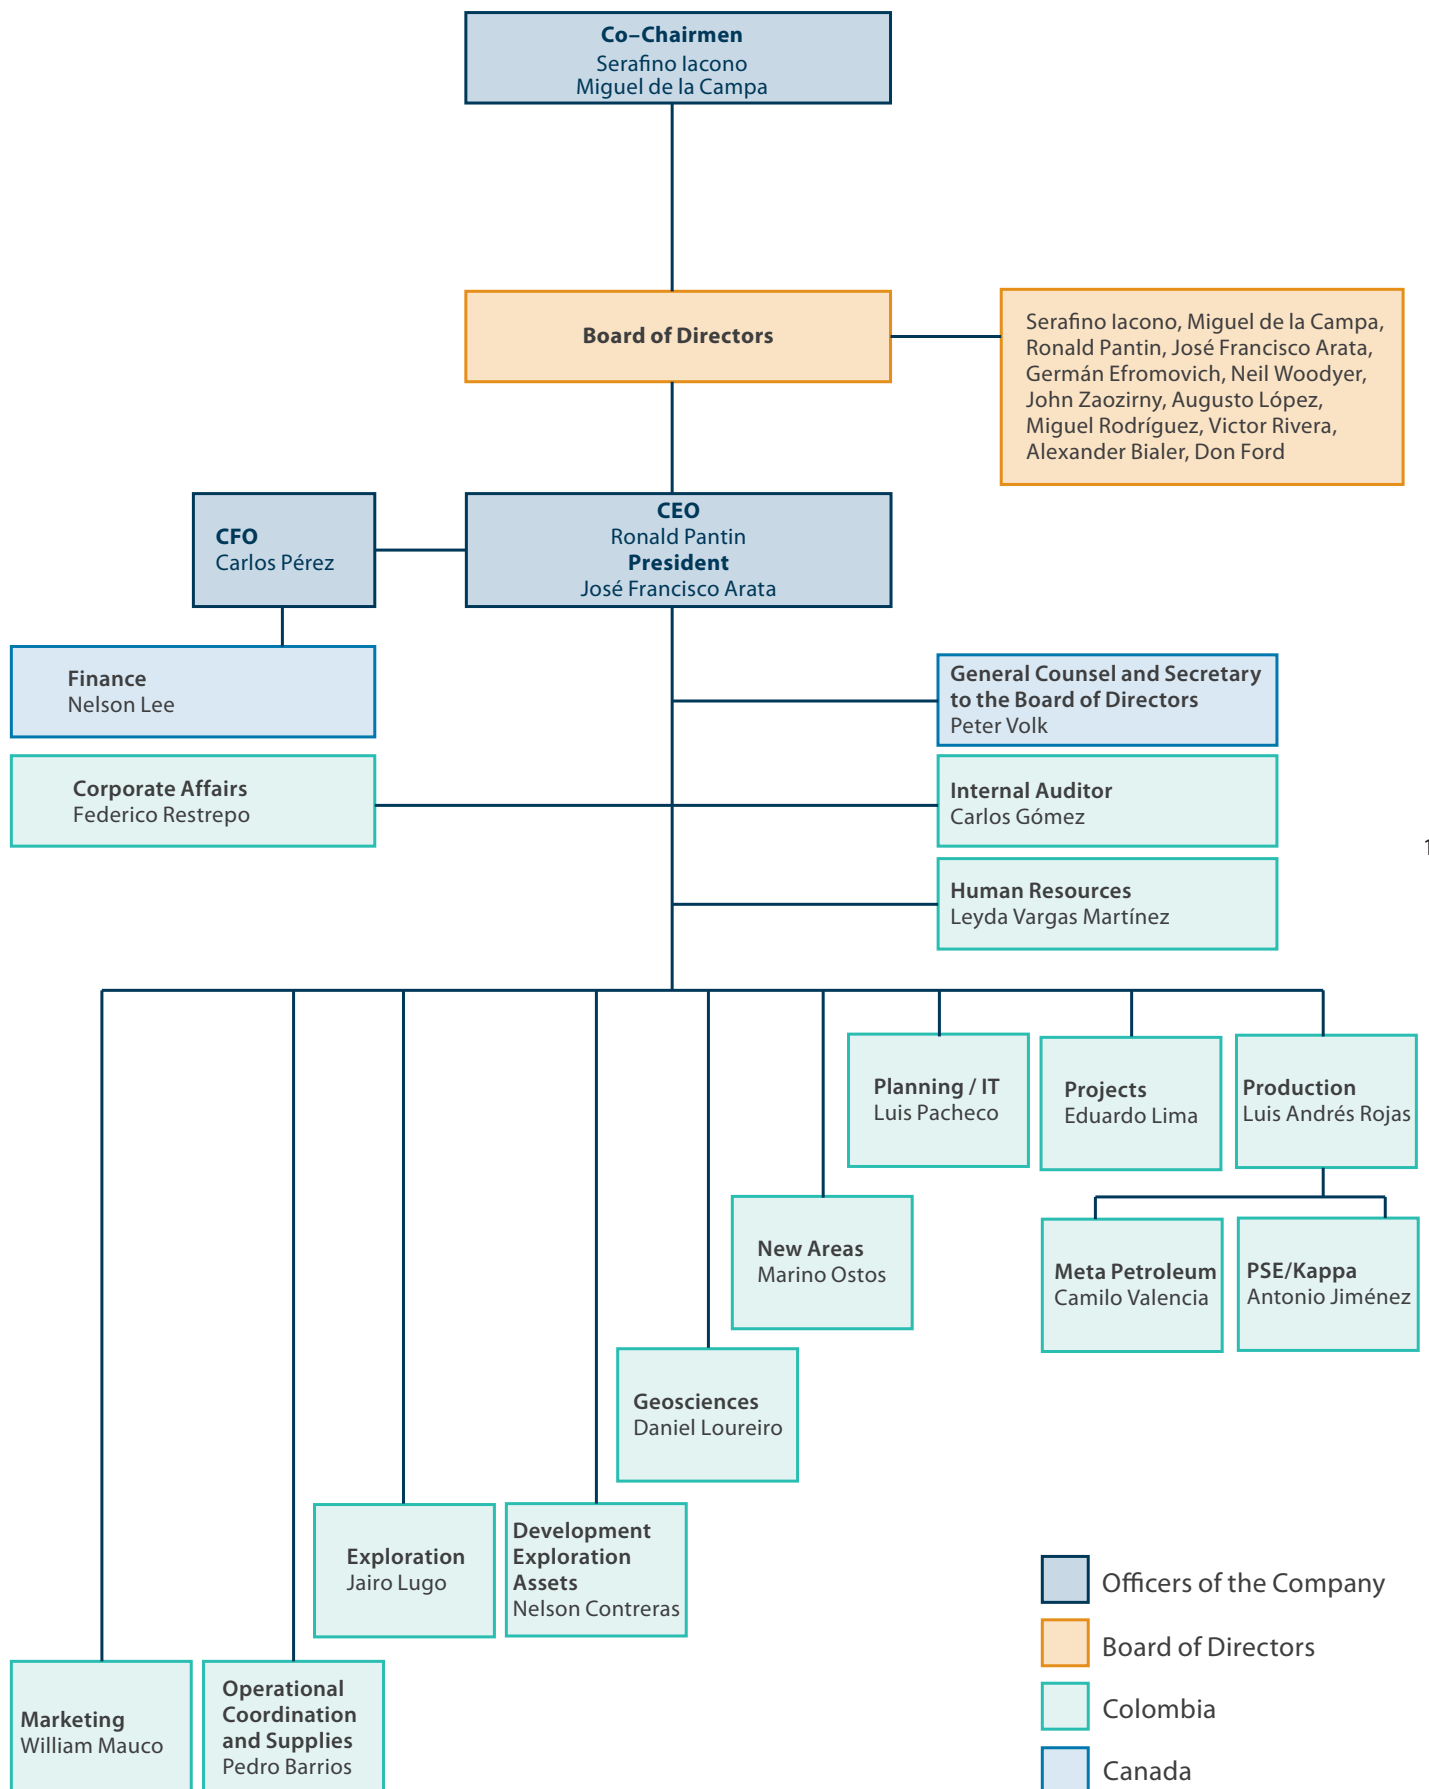 Co–Chairmen
Serafino Iacono
Miguel de la Campa
Board of Directors
Serafino Iacono, Miguel de la Campa,
Ronald Pantin, José Francisco Arata,
Germán Efromovich, Neil Woodyer,
John Zaozirny, Augusto López,
Miguel Rodríguez, Victor Rivera,
Alexander Bialer, Don Ford
CFO
Carlos Pérez
CEO
Ronald Pantin
President
José Francisco Arata
Finance
Nelson Lee
General Counsel and Secretary
to the Board of Directors
Peter Volk
Corporate Affairs
Federico Restrepo
Internal Auditor
Carlos Gómez
1
Human Resources
Leyda Vargas Martínez
Planning / IT
Luis Pacheco
Projects
Eduardo Lima
Production
Luis Andrés Rojas
New Areas
Marino Ostos
Meta Petroleum
Camilo Valencia
PSE/Kappa
Antonio Jiménez
Geosciences
Daniel Loureiro
Exploration
Jairo Lugo
Development
Exploration
Assets
Nelson Contreras
Marketing
William Mauco
Operational
Coordination
and Supplies
Pedro Barrios
Officers of the Company
Board of Directors
Colombia
Canada